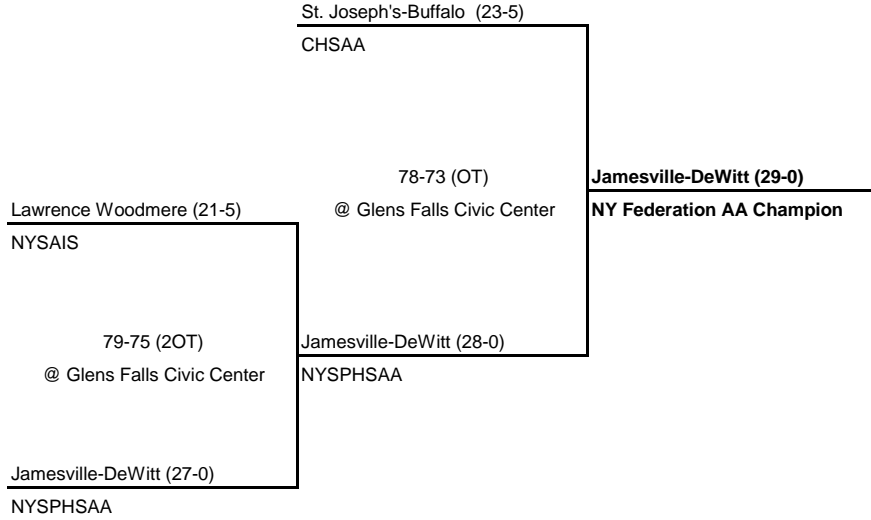 St. Joseph's-Buffalo (23-5)
CHSAA
78-73 (OT)
Jamesville-DeWitt (29-0)
Lawrence Woodmere (21-5)
@ Glens Falls Civic Center
NY Federation AA Champion
NYSAIS
79-75 (2OT)
Jamesville-DeWitt (28-0)
@ Glens Falls Civic Center
NYSPHSAA
Jamesville-DeWitt (27-0)
NYSPHSAA